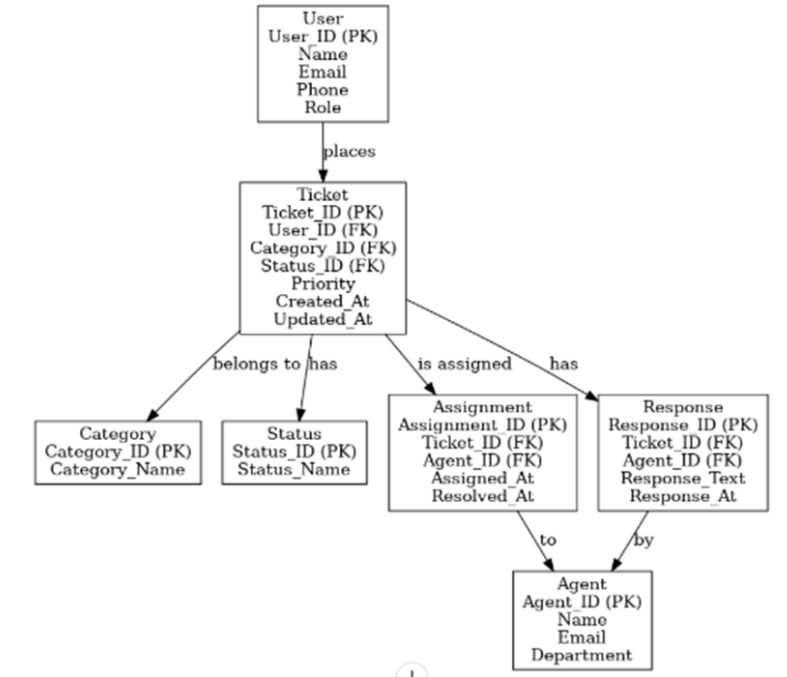 User
User_ID (PK)
Name
Email
Phone
Role
places
Ticket
Ticket_ID (PK)
User_ID (FK)
Category_ID (FK)
Status_ID (FK)
Priority
Created_At
Updated_At
belongs to
has
is assigned
has
Category
Category_ID (PK)
Category_Name
Status
Status_ID (PK)
Status_Name
Assignment
Assignment_ID (PK)
Ticket_ID (FK)
Agent_ID (FK)
Assigned_At
Resolved_At
Response
Response_ID (PK)
Ticket_ID (FK)
Agent_ID (FK)
Response_Text
Response_At
to
by
Agent
Agent_ID (PK)
Name
Email
Department